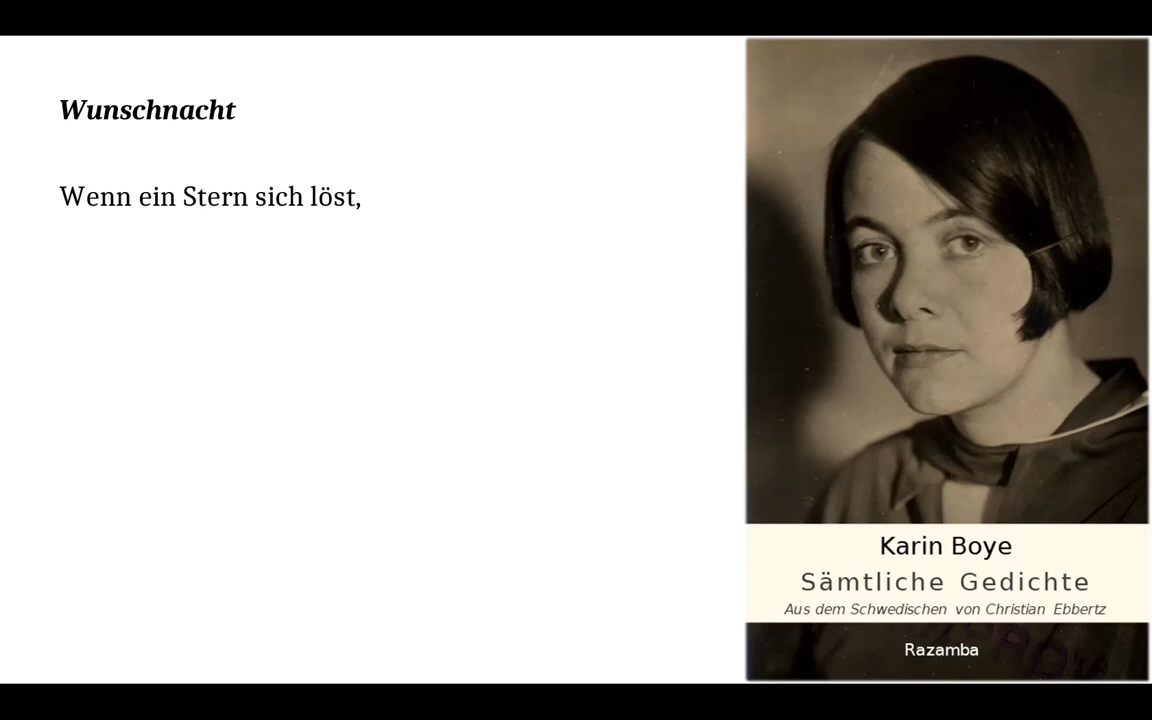 Wunschnacht
Wenn ein Stern sich löst,
Karin Boye
Sämtliche Gedichte
Aus dem Schwedischen von Christian Ebbertz
Razamba